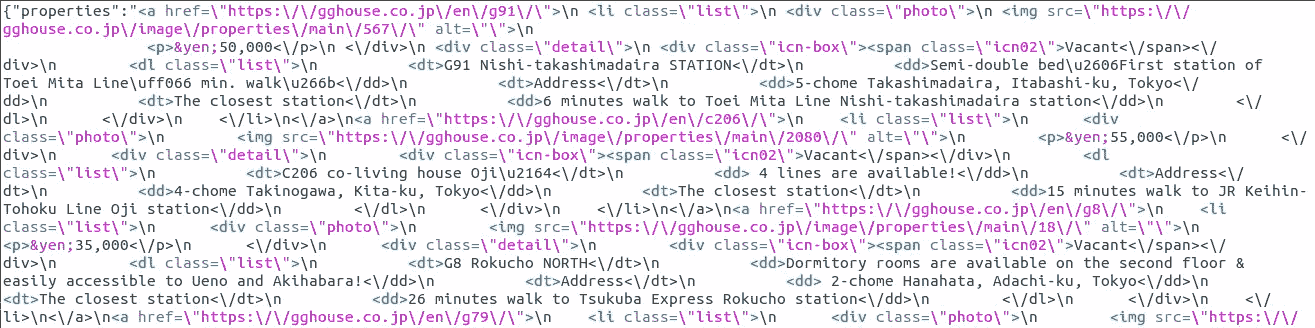 {"properties":"<a href=\"https:\/\/gghouse.co.jp\/en\/g91\/\">\n <li class=\"list\">\n <div class=\"photo\">\n <img src=\"https:\/\/
gghouse.co.jp\/image\/properties\/main\/567\/\" alt=\"\">\n
<p>&yen;50,000<\/p>\n <\/div>\n <div class=\"detail\">\n <div class=\"icn-box\"><span class=\"icn02\">Vacant<\/span><\/
div>\n <dl class=\"list\">\n <dt>G91 Nishi-takashimadaira STATION<\/dt>\n <dd>Semi-double bed\u2606First station of
Toei Mita Line\uff066 min. walk\u266b<\/dd>\n <dt>Address<\/dt>\n <dd>5-chome Takashimadaira, Itabashi-ku, Tokyo<\/
dd>\n <dt>The closest station<\/dt>\n <dd>6 minutes walk to Toei Mita Line Nishi-takashimadaira station<\/dd>\n <\/
dl>\n <\/div>\n <\/li>\n<\/a>\n<a href=\"https:\/\/gghouse.co.jp\/en\/c206\/\">\n <li class=\"list\">\n <div
class=\"photo\">\n <img src=\"https:\/\/gghouse.co.jp\/image\/properties\/main\/2080\/\" alt=\"\">\n <p>&yen;55,000<\/p>\n <\/
div>\n <div class=\"detail\">\n <div class=\"icn-box\"><span class=\"icn02\">Vacant<\/span><\/div>\n <dl
class=\"list\">\n <dt>C206 co-living house Oji\u2164<\/dt>\n <dd> 4 lines are available!<\/dd>\n <dt>Address<\/
dt>\n <dd>4-chome Takinogawa, Kita-ku, Tokyo<\/dd>\n <dt>The closest station<\/dt>\n <dd>15 minutes walk to JR Keihin-
Tohoku Line Oji station<\/dd>\n <\/dl>\n <\/div>\n <\/li>\n<\/a>\n<a href=\"https:\/\/gghouse.co.jp\/en\/g8\/\">\n <li
class=\"list\">\n <div class=\"photo\">\n <img src=\"https:\/\/gghouse.co.jp\/image\/properties\/main\/18\/\" alt=\"\">\n
<p>&yen;35,000<\/p>\n <\/div>\n <div class=\"detail\">\n <div class=\"icn-box\"><span class=\"icn02\">Vacant<\/span><\/
div>\n <dl class=\"list\">\n <dt>G8 Rokucho NORTH<\/dt>\n <dd>Dormitory rooms are available on the second floor &
easily accessible to Ueno and Akihabara!<\/dd>\n <dt>Address<\/dt>\n <dd> 2-chome Hanahata, Adachi-ku, Tokyo<\/dd>\n
<dt>The closest station<\/dt>\n <dd>26 minutes walk to Tsukuba Express Rokucho station<\/dd>\n <\/dl>\n <\/div>\n <\/
li>\n<\/a>\n<a href=\"https:\/\/gghouse.co.jp\/en\/g79\/\">\n <li class=\"list\">\n <div class=\"photo\">\n <img src=\"https:\/\/